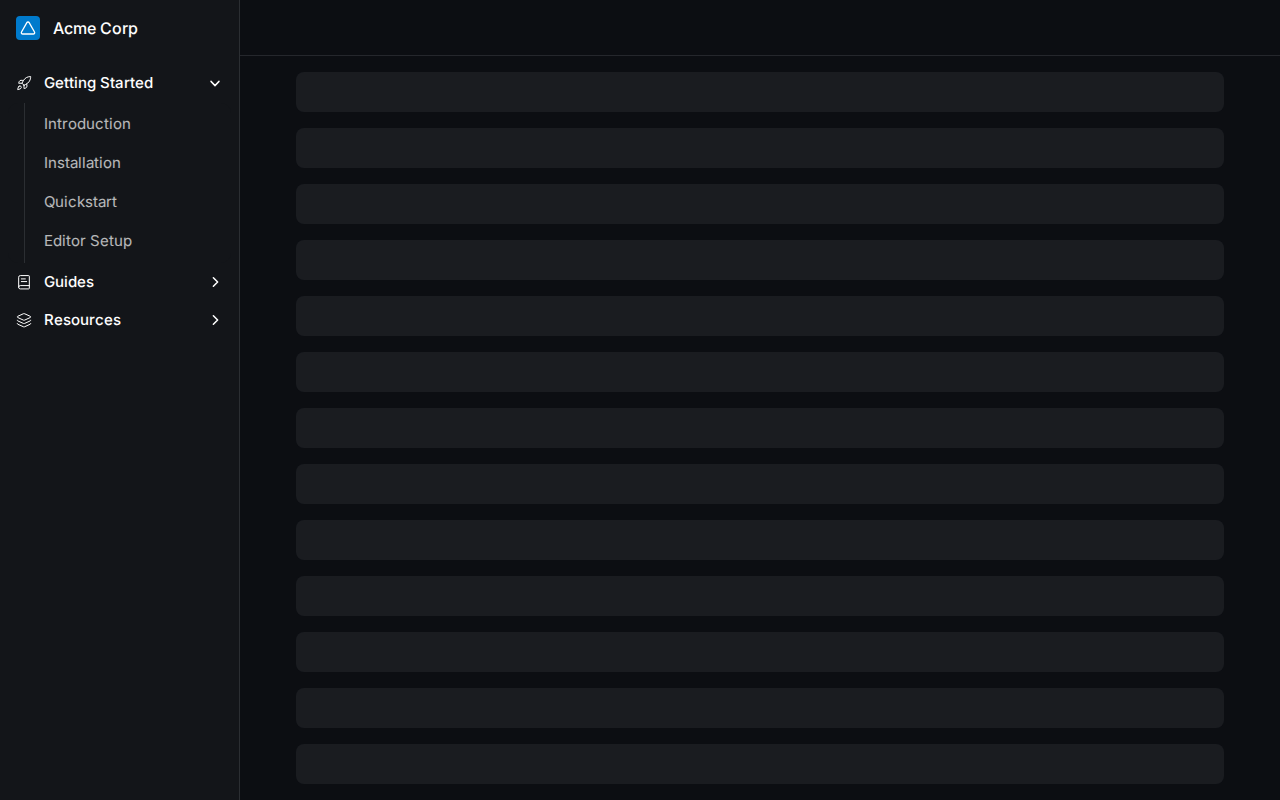 Acme Corp
Getting Started
Introduction
Installation
Quickstart
Editor Setup
Guides
Resources